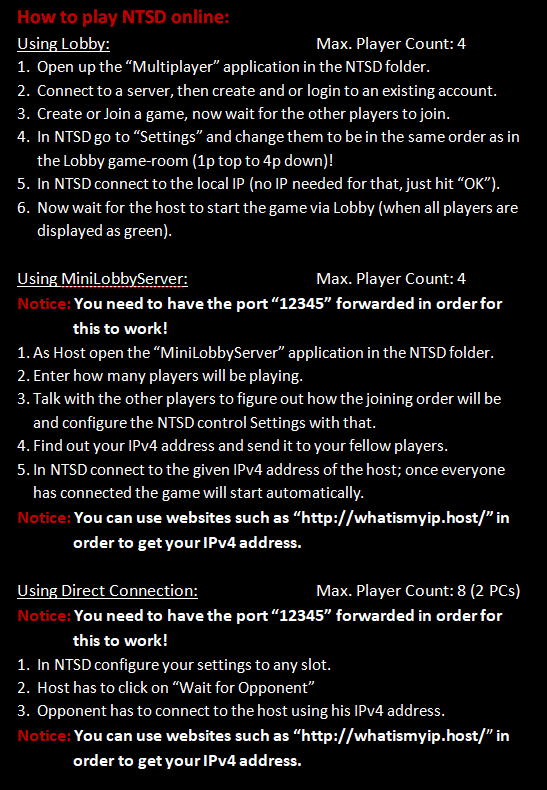 How to play NTSD online:
Using Lobby: Max. Player Count: 4
1. Open up the “Multiplayer” application in the NTSD folder.
2. Connect to a server, then create and or login to an existing account.
3. Create or Join a game, now wait for the other players to join.
4. In NTSD go to “Settings” and change them to be in the same order as in
the Lobby game-room (1p top to 4p down)!
5. In NTSD connect to the local IP (no IP needed for that, just hit “OK”).
6. Now wait for the host to start the game via Lobby (when all players are
displayed as green).
Using MiniLobbyServer: Max. Player Count: 4
Notice: You need to have the port “12345” forwarded in order for
this to work!
1. As Host open the “MiniLobbyServer” application in the NTSD folder.
2. Enter how many players will be playing.
3. Talk with the other players to figure out how the joining order will be
and configure the NTSD control Settings with that.
4. Find out your IPv4 address and send it to your fellow players.
5. In NTSD connect to the given IPv4 address of the host; once everyone
has connected the game will start automatically.
Notice: You can use websites such as “http://whatismyip.host/” in
order to get your IPv4 address.
Using Direct Connection: Max. Player Count: 8 (2 PCs)
Notice: You need to have the port “12345” forwarded in order for
this to work!
1. In NTSD configure your settings to any slot.
2. Host has to click on “Wait for Opponent”
3. Opponent has to connect to the host using his IPv4 address.
Notice: You can use websites such as “http://whatismyip.host/” in
order to get your IPv4 address.